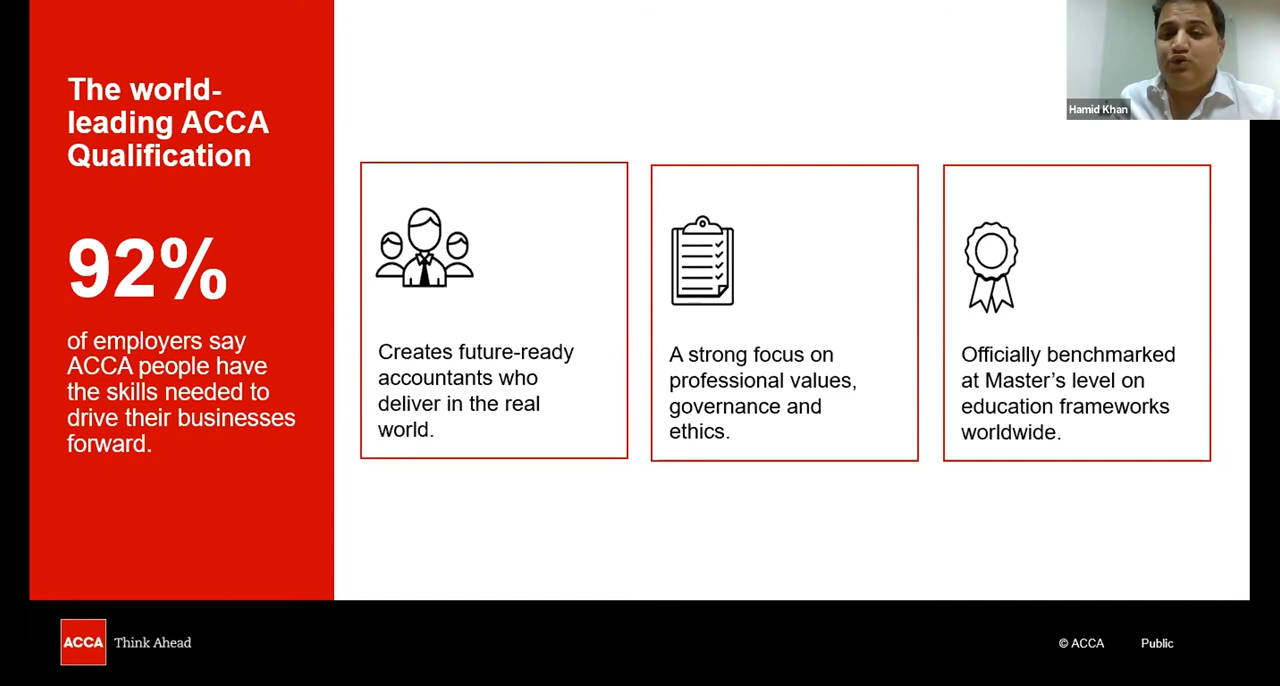 The world-
leading ACCA
Qualification
92%
of employers say
ACCA people have
the skills needed to
drive their businesses
forward.
Creates future-ready
accountants who
deliver in the real
world.
A strong focus on
professional values,
governance and
ethics.
Officially benchmarked
at Master’s level on
education frameworks
worldwide.
Hamid Khan
ACCA Think Ahead
© ACCA Public